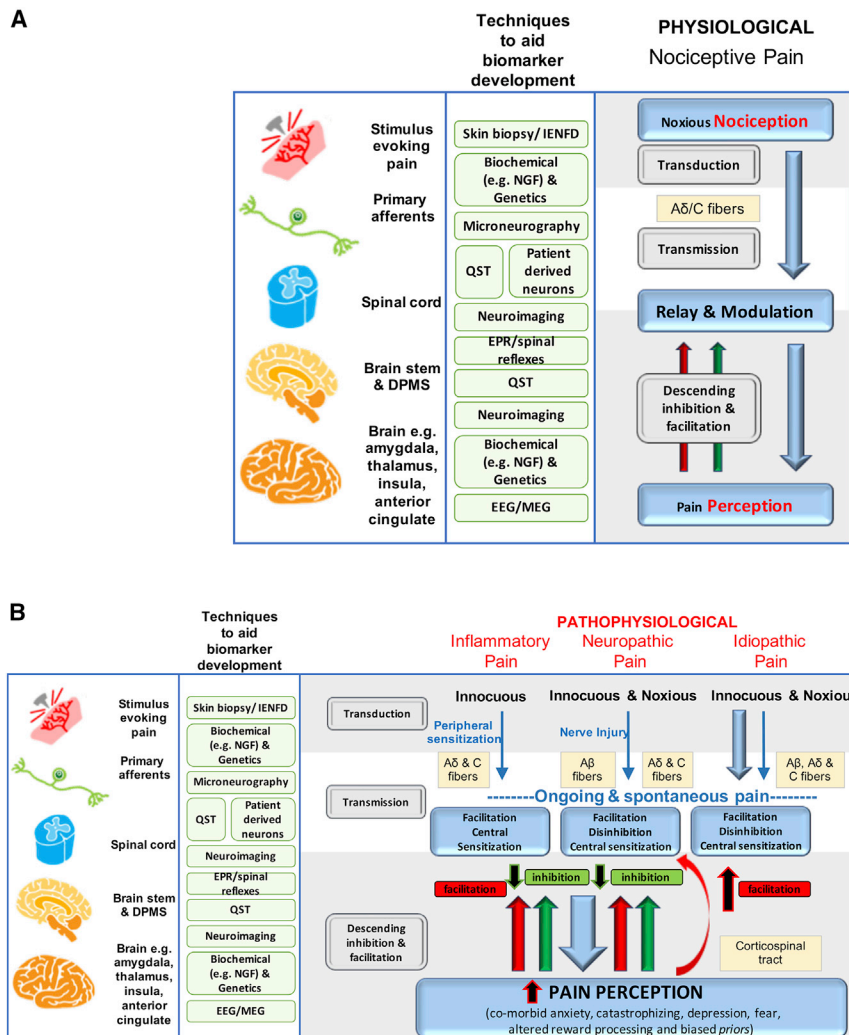 A
Techniques
to aid
biomarker
development
PHYSIOLOGICAL
Nociceptive Pain
Stimulus
evoking
pain
Primary
afferents
Spinal cord
Brain stem
& DPMS
Brain e.g.
amygdala,
thalamus,
insula,
anterior
cingulate
Skin biopsy/ IENFD
Biochemical
(e.g. NGF) &
Genetics
Microneurography
QST
Patient
derived
neurons
Neuroimaging
EPR/spinal
reflexes
QST
Neuroimaging
Biochemical
(e.g. NGF) &
Genetics
EEG/MEG
Noxious Nociception
Transduction
Aδ/C fibers
Transmission
Relay & Modulation
Descending
inhibition &
facilitation
Pain Perception
B
Techniques
to aid
biomarker
development
PATHOPHYSIOLOGICAL
Inflammatory
Pain
Neuropathic
Pain
Idiopathic
Pain
Stimulus
evoking
pain
Primary
afferents
Spinal cord
Brain stem
& DPMS
Brain e.g.
amygdala,
thalamus,
insula,
anterior
cingulate
Skin biopsy/ IENFD
Biochemical
(e.g. NGF) &
Genetics
Microneurography
QST
Patient
derived
neurons
Neuroimaging
EPR/spinal
reflexes
QST
Neuroimaging
Biochemical
(e.g. NGF) &
Genetics
EEG/MEG
Transduction
Innocuous
Innocuous & Noxious
Innocuous & Noxious
Peripheral
sensitization
Nerve Injury
Aδ & C
fibers
Aβ
fibers
Aδ & C
fibers
Aβ, Aδ &
C fibers
Transmission
--------Ongoing & spontaneous pain-------
Facilitation
Central
Sensitization
Facilitation
Disinhibition
Central sensitization
Facilitation
Disinhibition
Central sensitization
facilitation
inhibition
inhibition
facilitation
Descending
inhibition &
facilitation
Corticospinal
tract
PAIN PERCEPTION
(co-morbid anxiety, catastrophizing, depression, fear,
altered reward processing and biased priors)